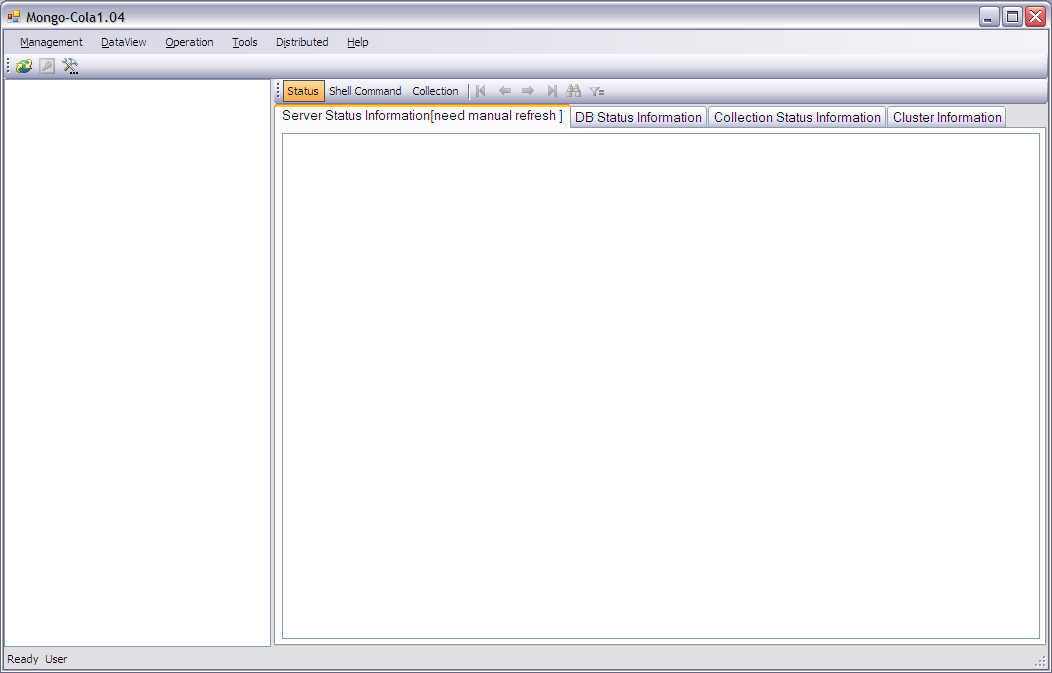 Mongo-Cola1.04
Management DataView Operation Tools Distributed Help
Status Shell Command Collection
Server Status Information[need manual refresh ] DB Status Information Collection Status Information Cluster Information
Ready User